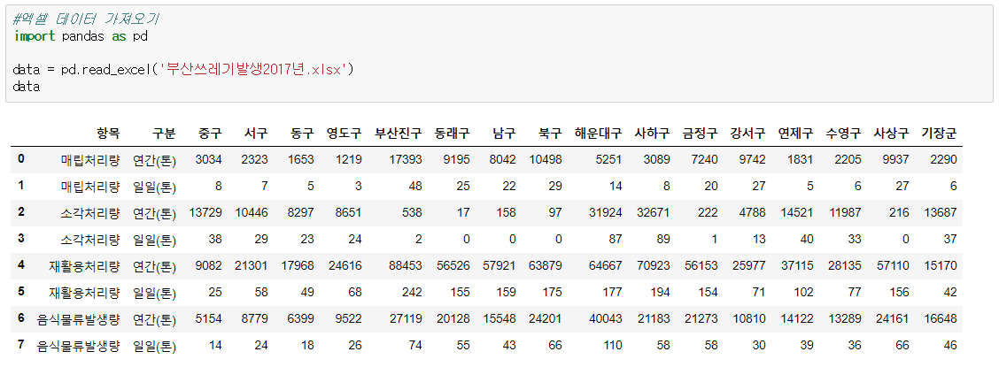 #엑셀 데이터 가져오기
import pandas as pd
data = pd.read_excel('부산쓰레기발생2017년.xlsx')
data
항목 구분 중구 서구 동구 영도구 부산진구 동래구 남구 북구 해운대구 사하구 금정구 강서구 연제구 수영구 사상구 기장군
0 매립처리량 연간(톤) 3034 2323 1653 1219 17393 9195 8042 10498 5251 3089 7240 9742 1831 2205 9937 2290
1 매립처리량 일일(톤) 8 7 5 3 48 25 22 29 14 8 20 27 5 6 27 6
2 소각처리량 연간(톤) 13729 10446 8297 8651 538 17 158 97 31924 32671 222 4788 14521 11987 216 13687
3 소각처리량 일일(톤) 38 29 23 24 2 0 0 0 87 89 1 13 40 33 0 37
4 재활용처리량 연간(톤) 9082 21301 17968 24616 88453 56526 57921 63879 64667 70923 56153 25977 37115 28135 57110 15170
5 재활용처리량 일일(톤) 25 58 49 68 242 155 159 175 177 194 154 71 102 77 156 42
6 음식물류발생량 연간(톤) 5154 8779 6399 9522 27119 20128 15548 24201 40043 21183 21273 10810 14122 13289 24161 16648
7 음식물류발생량 일일(톤) 14 24 18 26 74 55 43 66 110 58 58 30 39 36 66 46